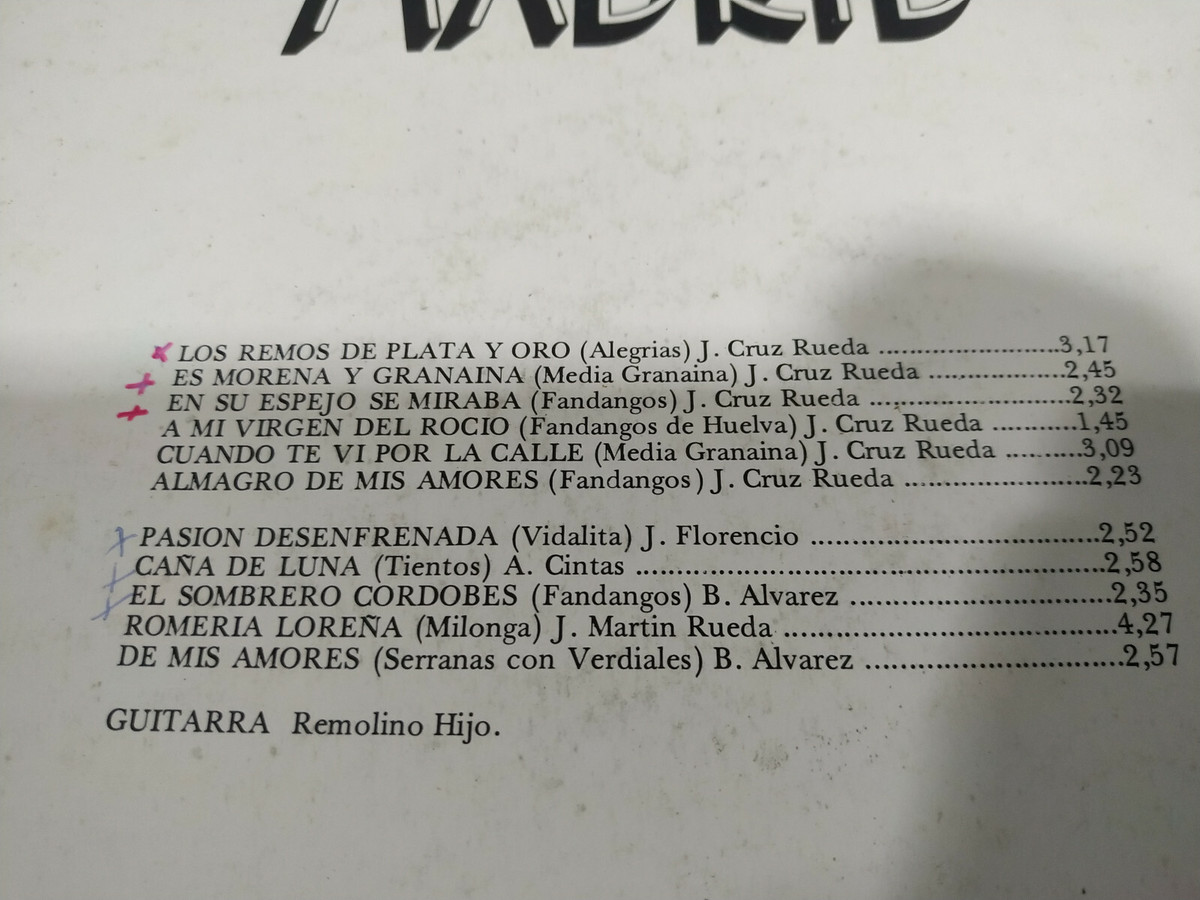 MADRID
LOS REMOS DE PLATA Y ORO (Alegrias) J. Cruz Rueda ........................3,17
ES MORENA Y GRANAINA (Media Granaina) J. Cruz Rueda ..................2,45
EN SU ESPEJO SE MIRABA (Fandangos) J. Cruz Rueda ..........................2,32
A MI VIRGEN DEL ROCIO (Fandangos de Huelva) J. Cruz Rueda ...........1,45
CUANDO TE VI POR LA CALLE (Media Granaina) J. Cruz Rueda ..........3,09
ALMAGRO DE MIS AMORES (Fandangos) J. Cruz Rueda ........................2,23
PASION DESENFRENADA (Vidalita) J. Florencio .....................................2,52
CAÑA DE LUNA (Tientos) A. Cintas ............................................................2,58
EL SOMBRERO CORDOBES (Fandangos) B. Alvarez .................................2,35
ROMERIA LOREÑA (Milonga) J. Martin Rueda ..........................................4,27
DE MIS AMORES (Serranas con Verdiales) B. Alvarez ................................2,57
GUITARRA Remolino Hijo.